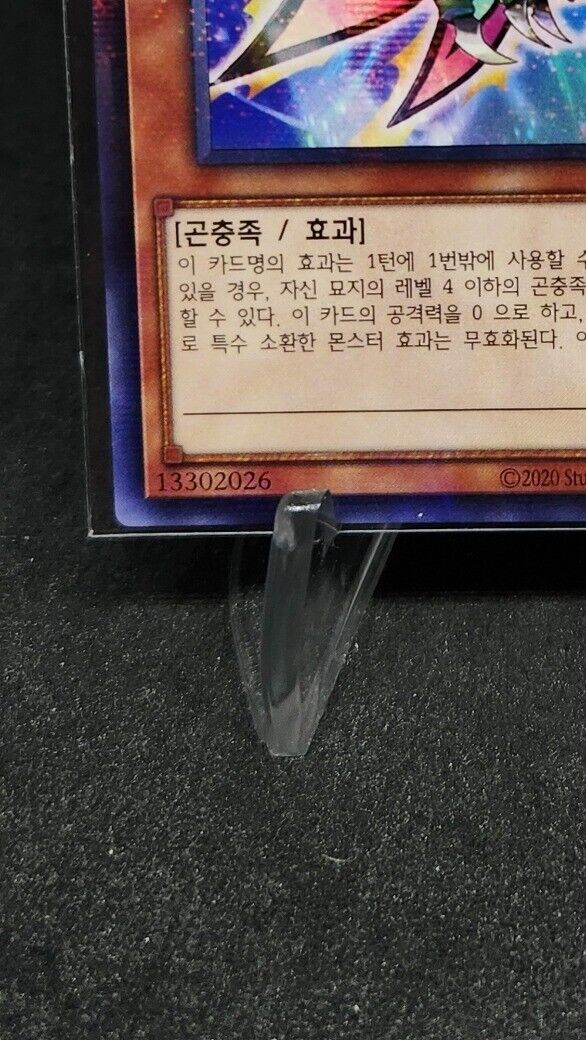 [곤충족 / 효과]
이 카드명의 효과는 1턴에 1번밖에 사용할 수
있을 경우, 자신 묘지의 레벨 4 이하의 곤충족
할 수 있다. 이 카드의 공격력을 0 으로 하고,
로 특수 소환한 몬스터 효과는 무효화된다.
13302026
©2020 Stu